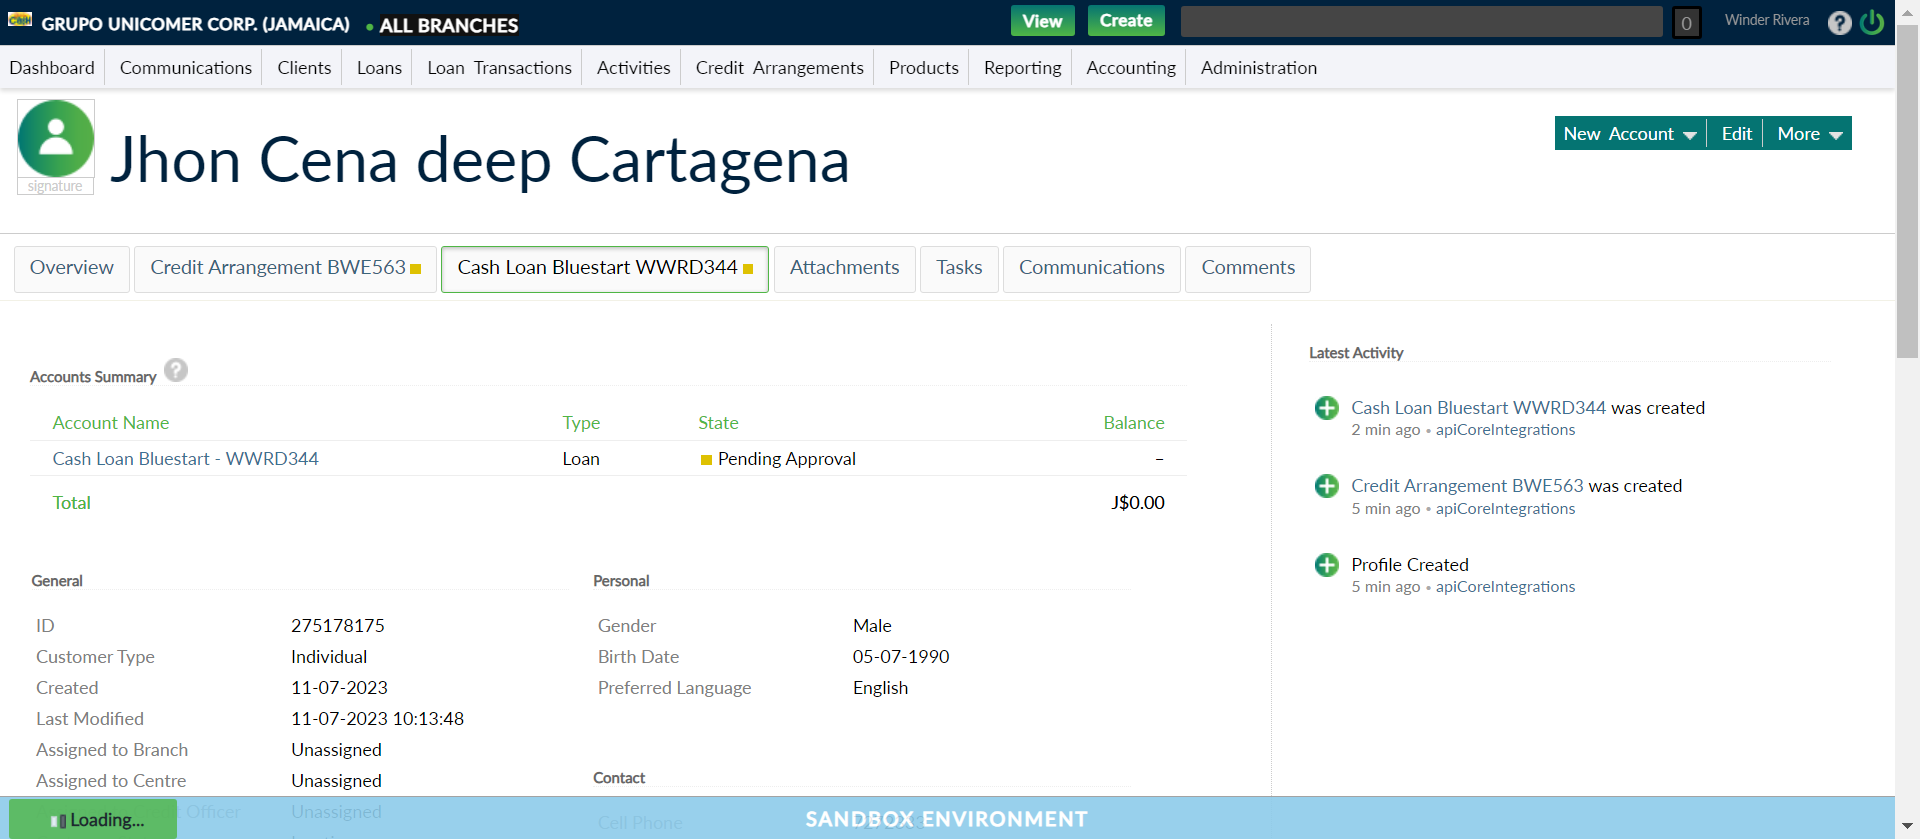 CASH GRUPO UNICOMER CORP. (JAMAICA) ALL BRANCHES View Create 0 Winder Rivera ?
Dashboard Communications Clients Loans Loan Transactions Activities Credit Arrangements Products Reporting Accounting Administration
signature
Jhon Cena deep Cartagena
New Account Edit More
Overview Credit Arrangement BWE563 Cash Loan Bluestart WWRD344 Attachments Tasks Communications Comments
Accounts Summary ?
Account Name Type State Balance
Cash Loan Bluestart - WWRD344 Loan Pending Approval –
Total J$0.00
General
ID 275178175
Customer Type Individual
Created 11-07-2023
Last Modified 11-07-2023 10:13:48
Assigned to Branch Unassigned
Assigned to Centre Unassigned
Officer Unassigned
Personal
Gender Male
Birth Date 05-07-1990
Preferred Language English
Contact
Cell Phone
Latest Activity
Cash Loan Bluestart WWRD344 was created
2 min ago • apiCoreIntegrations
Credit Arrangement BWE563 was created
5 min ago • apiCoreIntegrations
Profile Created
5 min ago • apiCoreIntegrations
Loading...
SANDBOX ENVIRONMENT